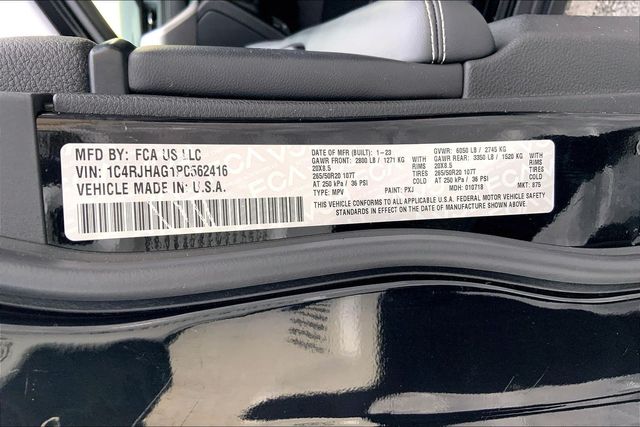 MFD BY: FCA US LLC
VIN: 1C4RJHAG1PC562416
VEHICLE MADE IN U.S.A.
DATE OF MFR (BUILT): 1-23
GAWR FRONT: 2800 LB / 1271 KG
20X8.5
265/50R20 107T
AT 250 kPa / 36 PSI
TYPE: MPV
PAINT: PXJ
WITH
RIMS
TIRES
COLD
GVWR: 6050 LB / 2745 KG
GAWR REAR: 3350 LB / 1520 KG
20X8.5
265/50R20 107T
AT 250 kPa / 36 PSI
MDH: 010718
WITH
RIMS
TIRES
COLD
MKT: 875
THIS VEHICLE CONFORMS TO ALL APPLICABLE U.S.A. FEDERAL MOTOR VEHICLE SAFETY
STANDARDS IN EFFECT ON THE DATE OF MANUFACTURE SHOWN ABOVE.